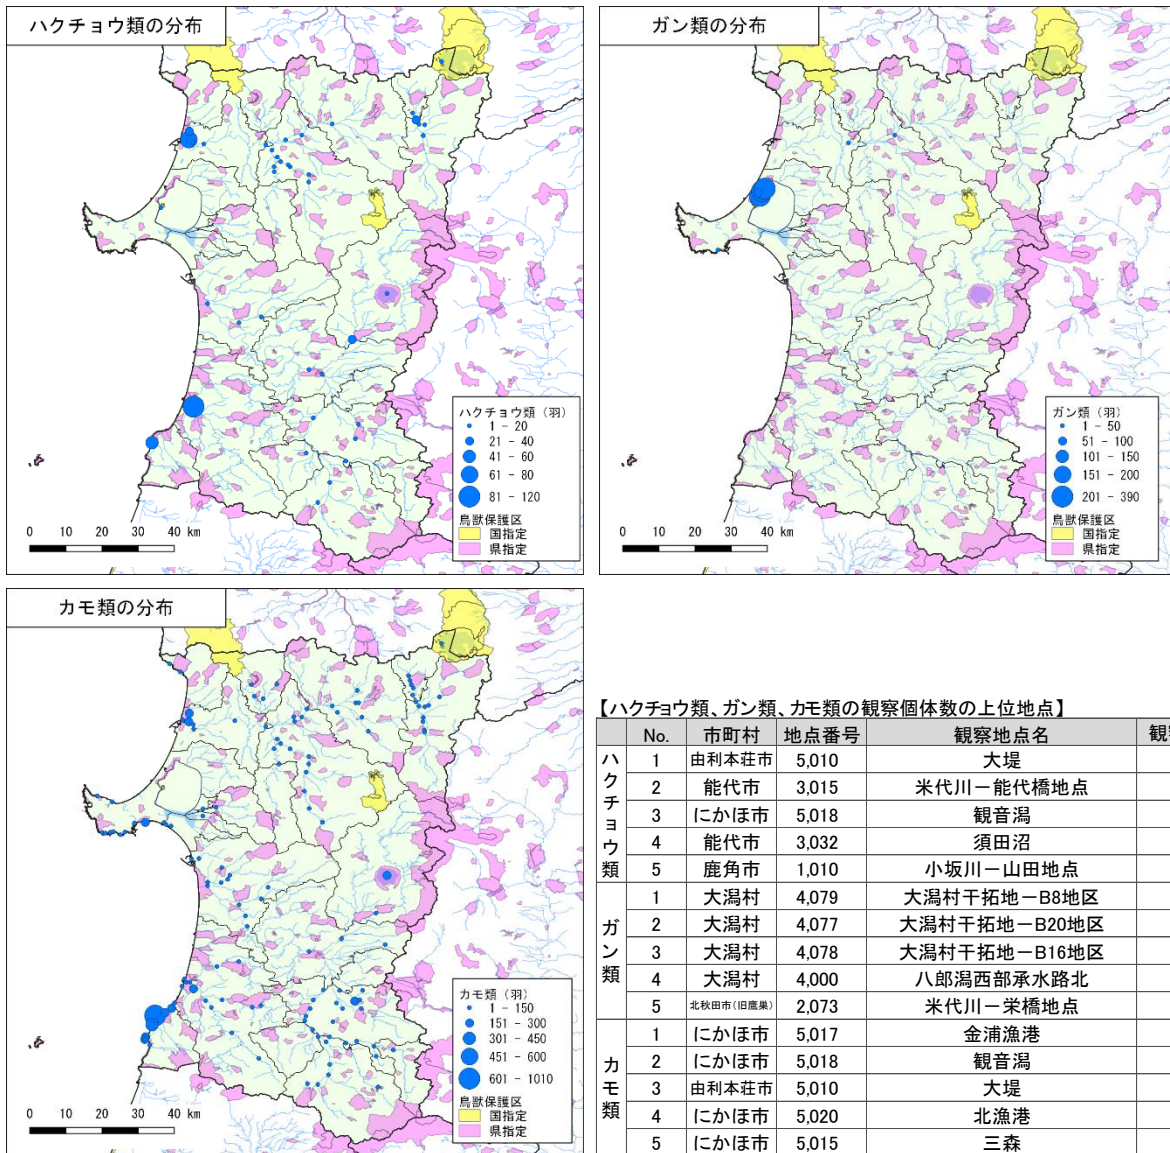 ハクチョウ類の分布
ハクチョウ類（羽）
1 - 20
21 - 40
41 - 60
61 - 80
81 - 120
鳥獣保護区
国指定
県指定
0 10 20 30 40 km
ガン類の分布
ガン類（羽）
1 - 50
51 - 100
101 - 150
151 - 200
201 - 390
鳥獣保護区
国指定
県指定
0 10 20 30 40 km
カモ類の分布
カモ類（羽）
1 - 150
151 - 300
301 - 450
451 - 600
601 - 1010
鳥獣保護区
国指定
県指定
0 10 20 30 40 km
【ハクチョウ類、ガン類、カモ類の観察個体数の上位地点】
No. 市町村 地点番号 観察地点名 観
ハクチョウ類
1 由利本荘市 5,010 大堤
2 能代市 3,015 米代川－能代橋地点
3 にかほ市 5,018 観音潟
4 能代市 3,032 須田沼
5 鹿角市 1,010 小坂川－山田地点
ガン類
1 大潟村 4,079 大潟村干拓地－B8地区
2 大潟村 4,077 大潟村干拓地－B20地区
3 大潟村 4,078 大潟村干拓地－B16地区
4 大潟村 4,000 八郎潟西部承水路北
5 北秋田市（旧鷹巣） 2,073 米代川－栄橋地点
カモ類
1 にかほ市 5,017 金浦漁港
2 にかほ市 5,018 観音潟
3 由利本荘市 5,010 大堤
4 にかほ市 5,020 北漁港
5 にかほ市 5,015 三森